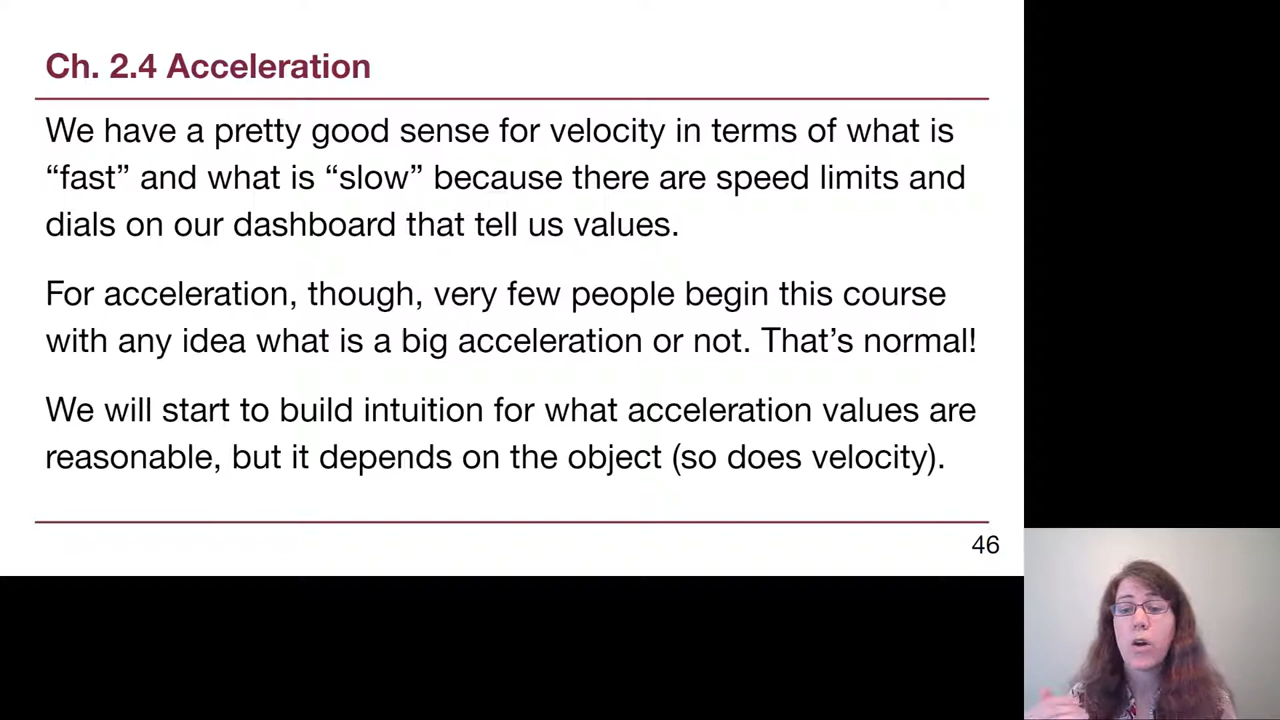 Ch. 2.4 Acceleration
We have a pretty good sense for velocity in terms of what is
“fast” and what is “slow” because there are speed limits and
dials on our dashboard that tell us values.
For acceleration, though, very few people begin this course
with any idea what is a big acceleration or not. That’s normal!
We will start to build intuition for what acceleration values are
reasonable, but it depends on the object (so does velocity).
46